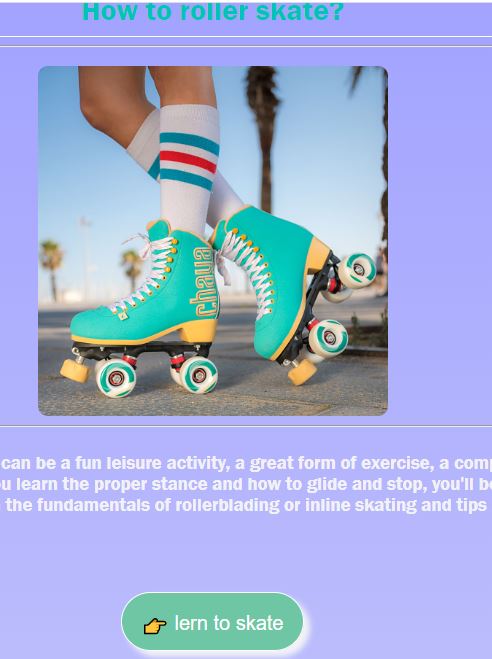 How to roller skate?
chaya
can be a fun leisure activity, a great form of exercise, a
learn the proper stance and how to glide and stop, you'll
the fundamentals of rollerblading or inline skating and tips
👉 lern to skate